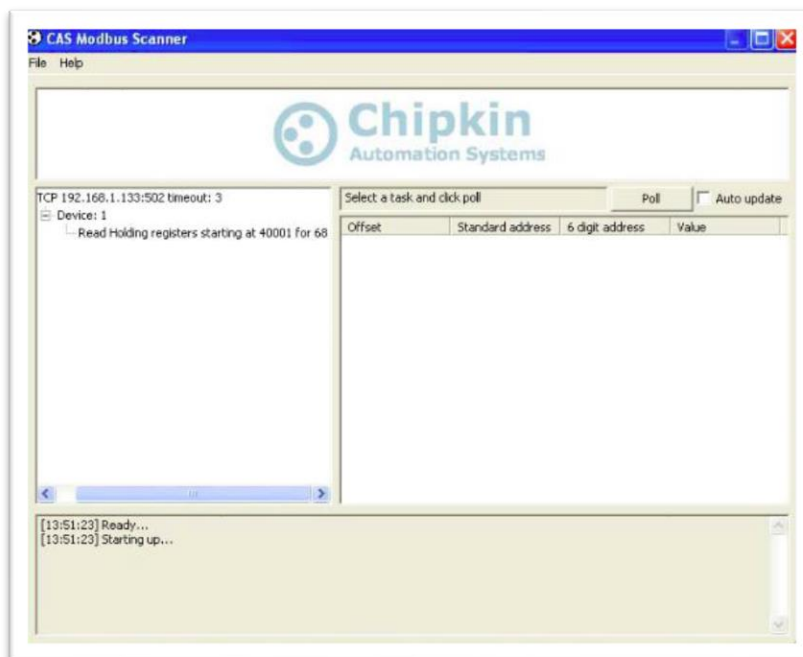 CAS Modbus Scanner
File Help
Chipkin
Automation Systems
TCP 192.168.1.133:502 timeout: 3
Device: 1
Read Holding registers starting at 40001 for 68
Select a task and click poll
Poll
Auto update
Offset Standard address 6 digit address Value
[13:51:23] Ready...
[13:51:23] Starting up...